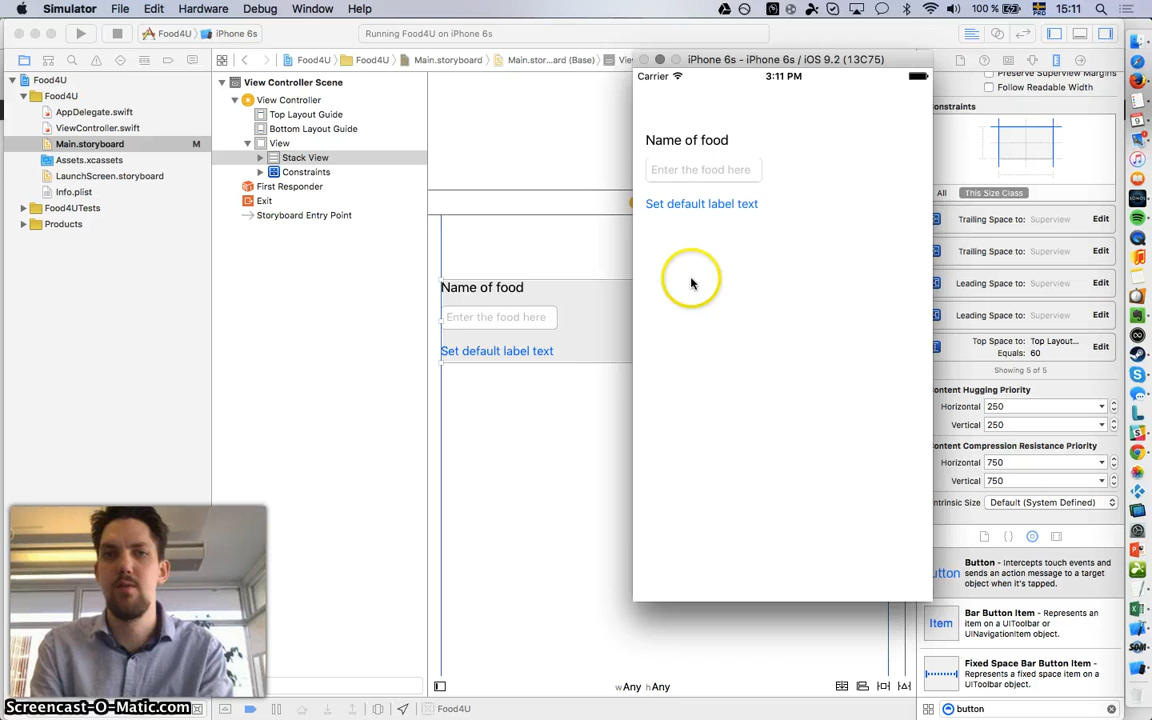 Simulator File Edit Hardware Debug Window Help 100 % 15:11
Food4U iPhone 6s Running Food4U on iPhone 6s
iPhone 6s - iPhone 6s / iOS 9.2 (13C75)
Food4U Food4U Main.storyboard Main.st...ard (Base)
Food4U
Food4U
AppDelegate.swift
ViewController.swift
Main.storyboard M
Assets.xcassets
LaunchScreen.storyboard
Info.plist
Food4UTests
Products
View Controller Scene
View Controller
Top Layout Guide
Bottom Layout Guide
View
Stack View
Constraints
First Responder
Exit
Storyboard Entry Point
Name of food
Enter the food here
Set default label text
wAny hAny
Carrier 3:11 PM
Name of food
Enter the food here
Set default label text
Preserve Superview Margins
Follow Readable Width
Constraints
All This Size Class
Trailing Space to: Superview Edit
Trailing Space to: Superview Edit
Leading Space to: Superview Edit
Leading Space to: Superview Edit
Top Space to: Top Layout... Edit
Equals: 60
Showing 5 of 5
Content Hugging Priority
Horizontal 250
Vertical 250
Content Compression Resistance Priority
Horizontal 750
Vertical 750
Intrinsic Size Default (System Defined)
Button - Intercepts touch events and
sends an action message to a target
object when it's tapped.
Item
Bar Button Item - Represents an
item on a UIToolbar or
UINavigationItem object.
Fixed Space Bar Button Item -
Represents a fixed space item on a
UIToolbar object.
button
Food4U
Screencast-O-Matic.com